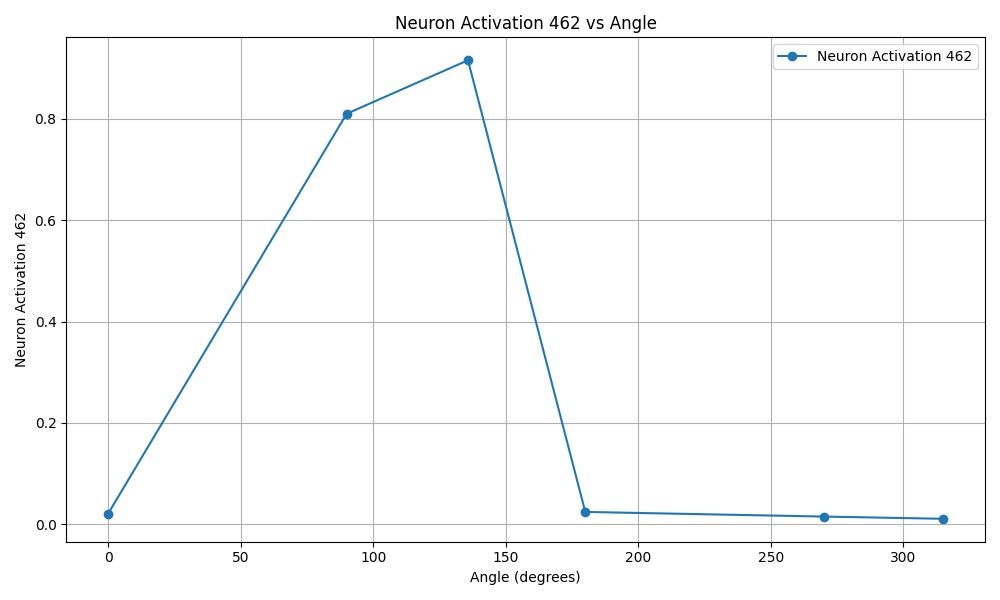 Neuron Activation 462 vs Angle
Neuron Activation 462
Neuron Activation 462
0.8
0.6
0.4
0.2
0.0
0 50 100 150 200 250 300
Angle (degrees)